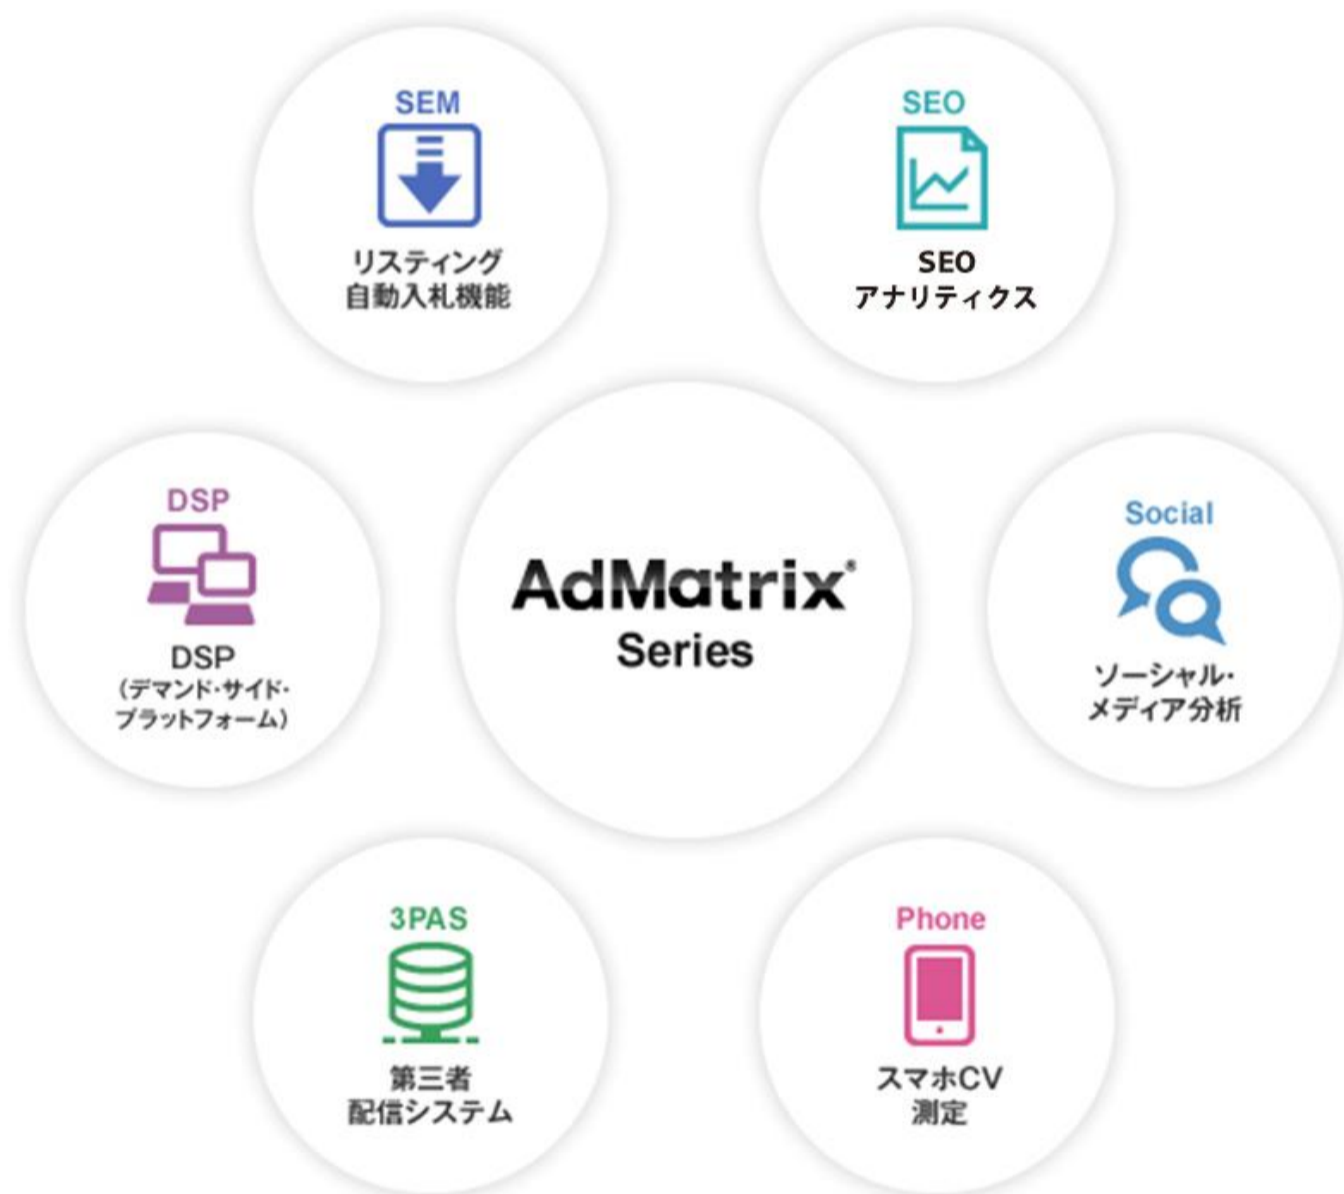 SEM
リスティング
自動入札機能
SEO
SEO
アナリティクス
DSP
DSP
(デマンド・サイド・
プラットフォーム)
AdMatrix®
Series
Social
ソーシャル・
メディア分析
3PAS
第三者
配信システム
Phone
スマホCV
測定